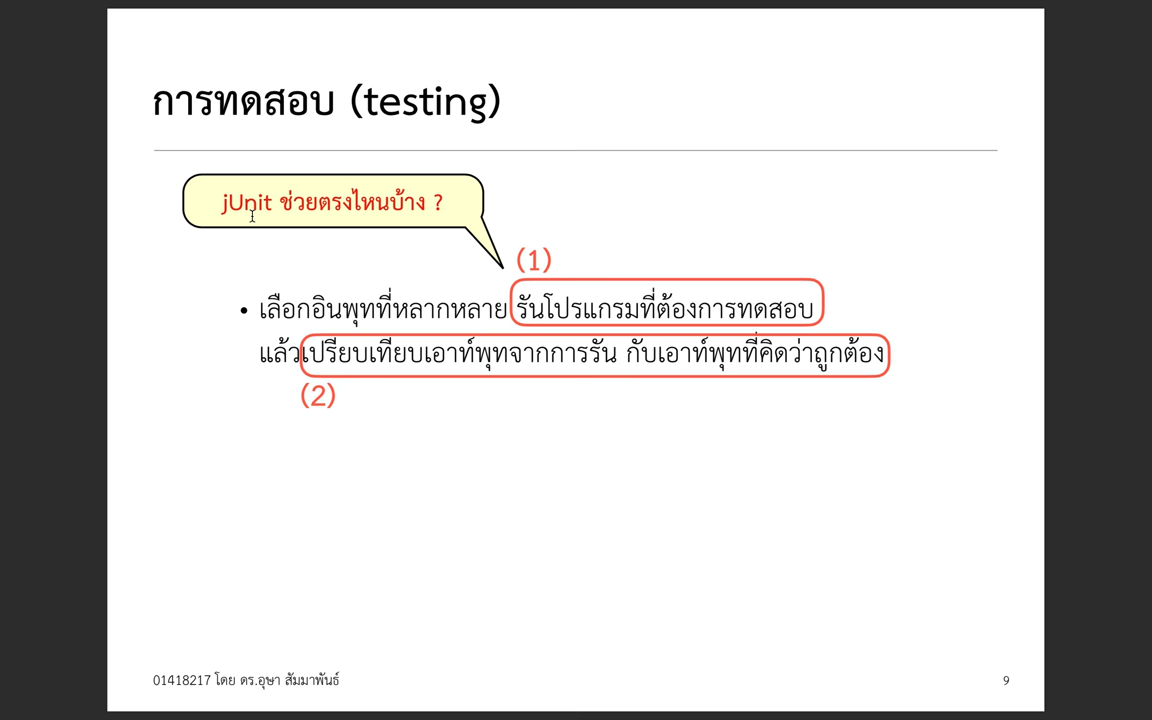 การทดสอบ (testing)
jUnit ช่วยตรงไหนบ้าง ?
(1)
• เลือกอินพุทที่หลากหลาย รันโปรแกรมที่ต้องการทดสอบ
แล้วเปรียบเทียบเอาท์พุทจากการรัน กับเอาท์พุทที่คิดว่าถูกต้อง
(2)
01418217 โดย ดร.อุษา สัมมาพันธ์
9